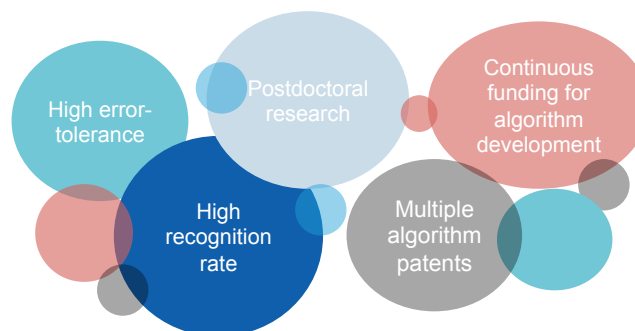 High error-
tolerance
Postdoctoral
research
Continuous
funding for
algorithm
development
High
recognition
rate
Multiple
algorithm
patents